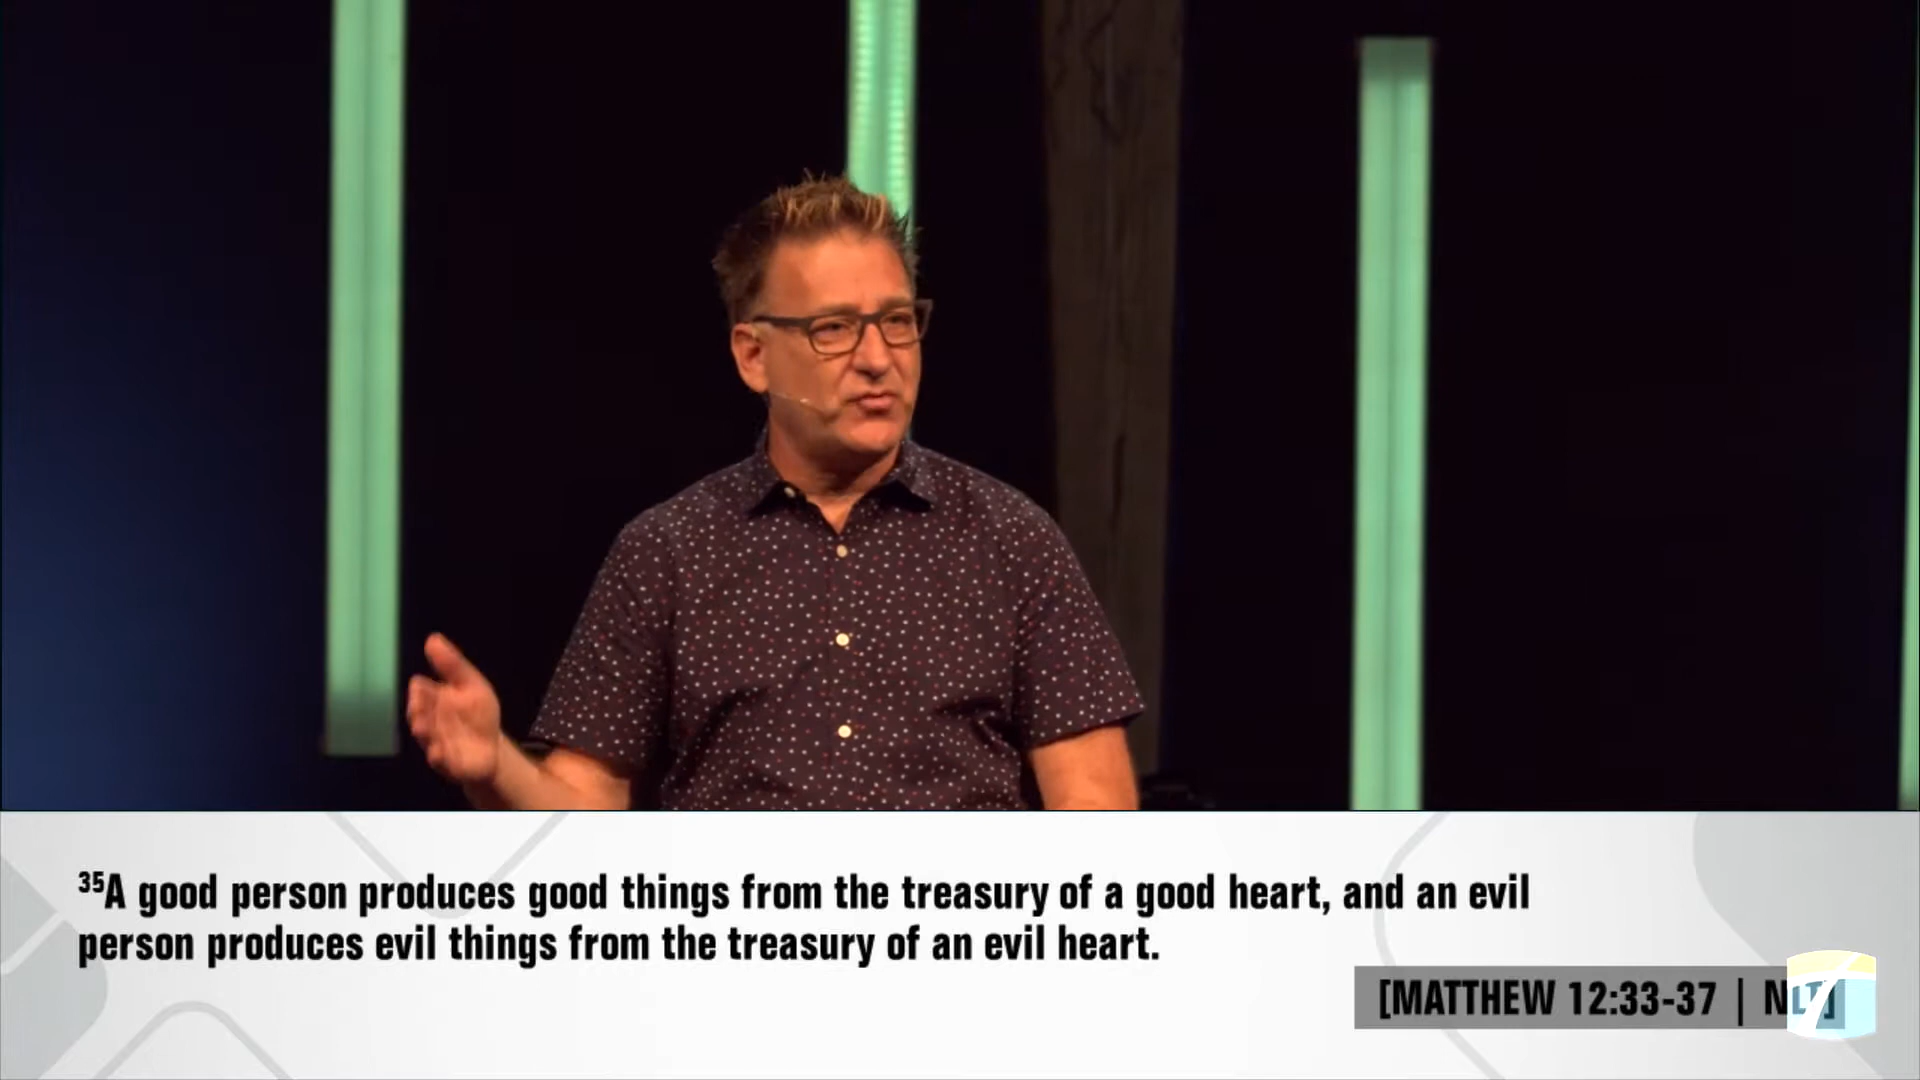 ³⁵A good person produces good things from the treasury of a good heart, and an evil
person produces evil things from the treasury of an evil heart.
[MATTHEW 12:33-37 | NLT]